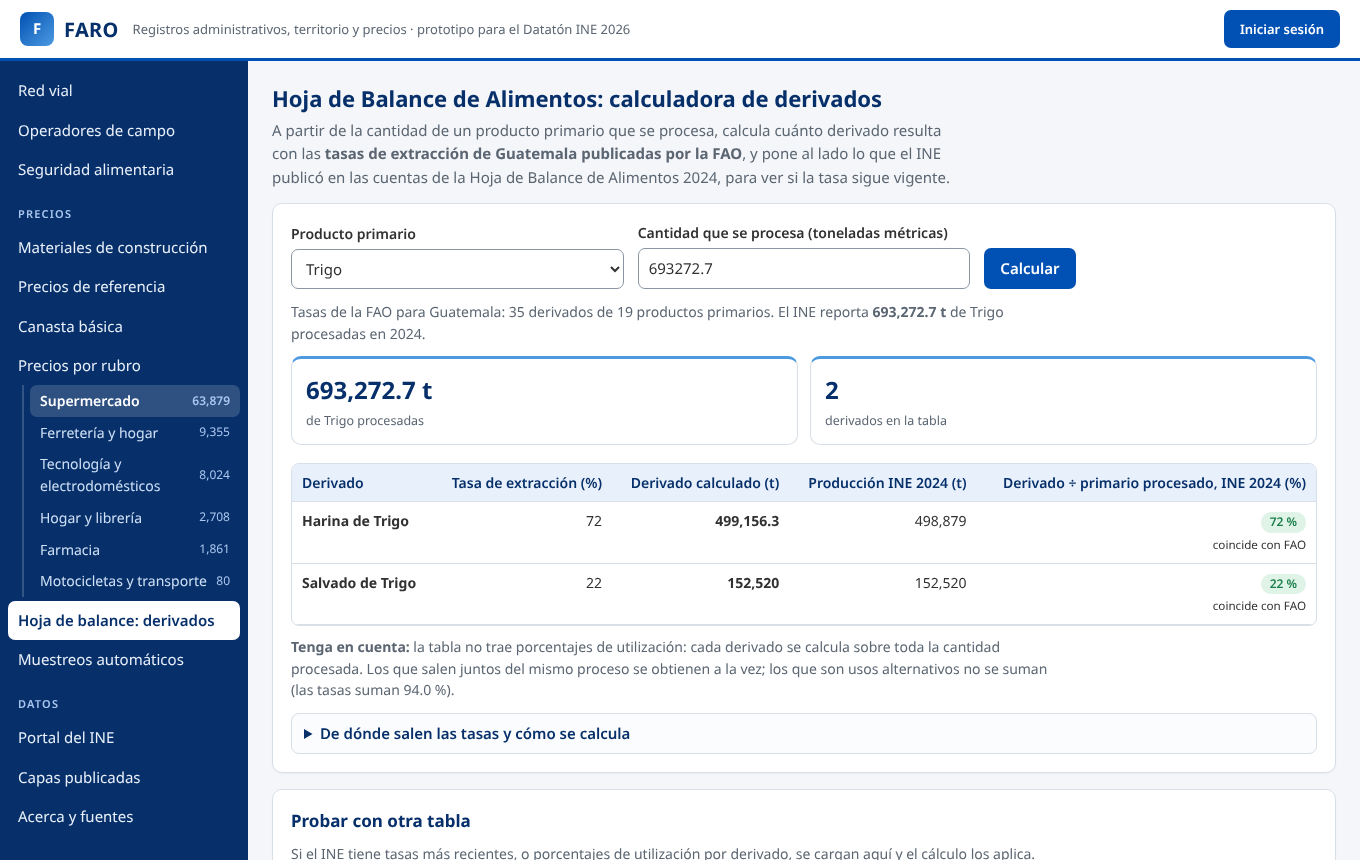 F FARO Registros administrativos, territorio y precios · prototipo para el Datatón INE 2026 Iniciar sesión
Red vial
Operadores de campo
Seguridad alimentaria
PRECIOS
Materiales de construcción
Precios de referencia
Canasta básica
Precios por rubro
Supermercado 63,879
Ferretería y hogar 9,355
Tecnología y
electrodomésticos 8,024
Hogar y librería 2,708
Farmacia 1,861
Motocicletas y transporte 80
Hoja de balance: derivados
Muestreos automáticos
DATOS
Portal del INE
Capas publicadas
Acerca y fuentes
Hoja de Balance de Alimentos: calculadora de derivados
A partir de la cantidad de un producto primario que se procesa, calcula cuánto derivado resulta
con las tasas de extracción de Guatemala publicadas por la FAO, y pone al lado lo que el INE
publicó en las cuentas de la Hoja de Balance de Alimentos 2024, para ver si la tasa sigue vigente.
Producto primario Cantidad que se procesa (toneladas métricas)
Trigo 693272.7 Calcular
Tasas de la FAO para Guatemala: 35 derivados de 19 productos primarios. El INE reporta 693,272.7 t de Trigo
procesadas en 2024.
693,272.7 t 2
de Trigo procesadas derivados en la tabla
Derivado Tasa de extracción (%) Derivado calculado (t) Producción INE 2024 (t) Derivado ÷ primario procesado, INE 2024 (%)
Harina de Trigo 72 499,156.3 498,879 72 %
coincide con FAO
Salvado de Trigo 22 152,520 152,520 22 %
coincide con FAO
Tenga en cuenta: la tabla no trae porcentajes de utilización: cada derivado se calcula sobre toda la cantidad
procesada. Los que salen juntos del mismo proceso se obtienen a la vez; los que son usos alternativos no se suman
(las tasas suman 94.0 %).
De dónde salen las tasas y cómo se calcula
Probar con otra tabla
Si el INE tiene tasas más recientes, o porcentajes de utilización por derivado, se cargan aquí y el cálculo los aplica.